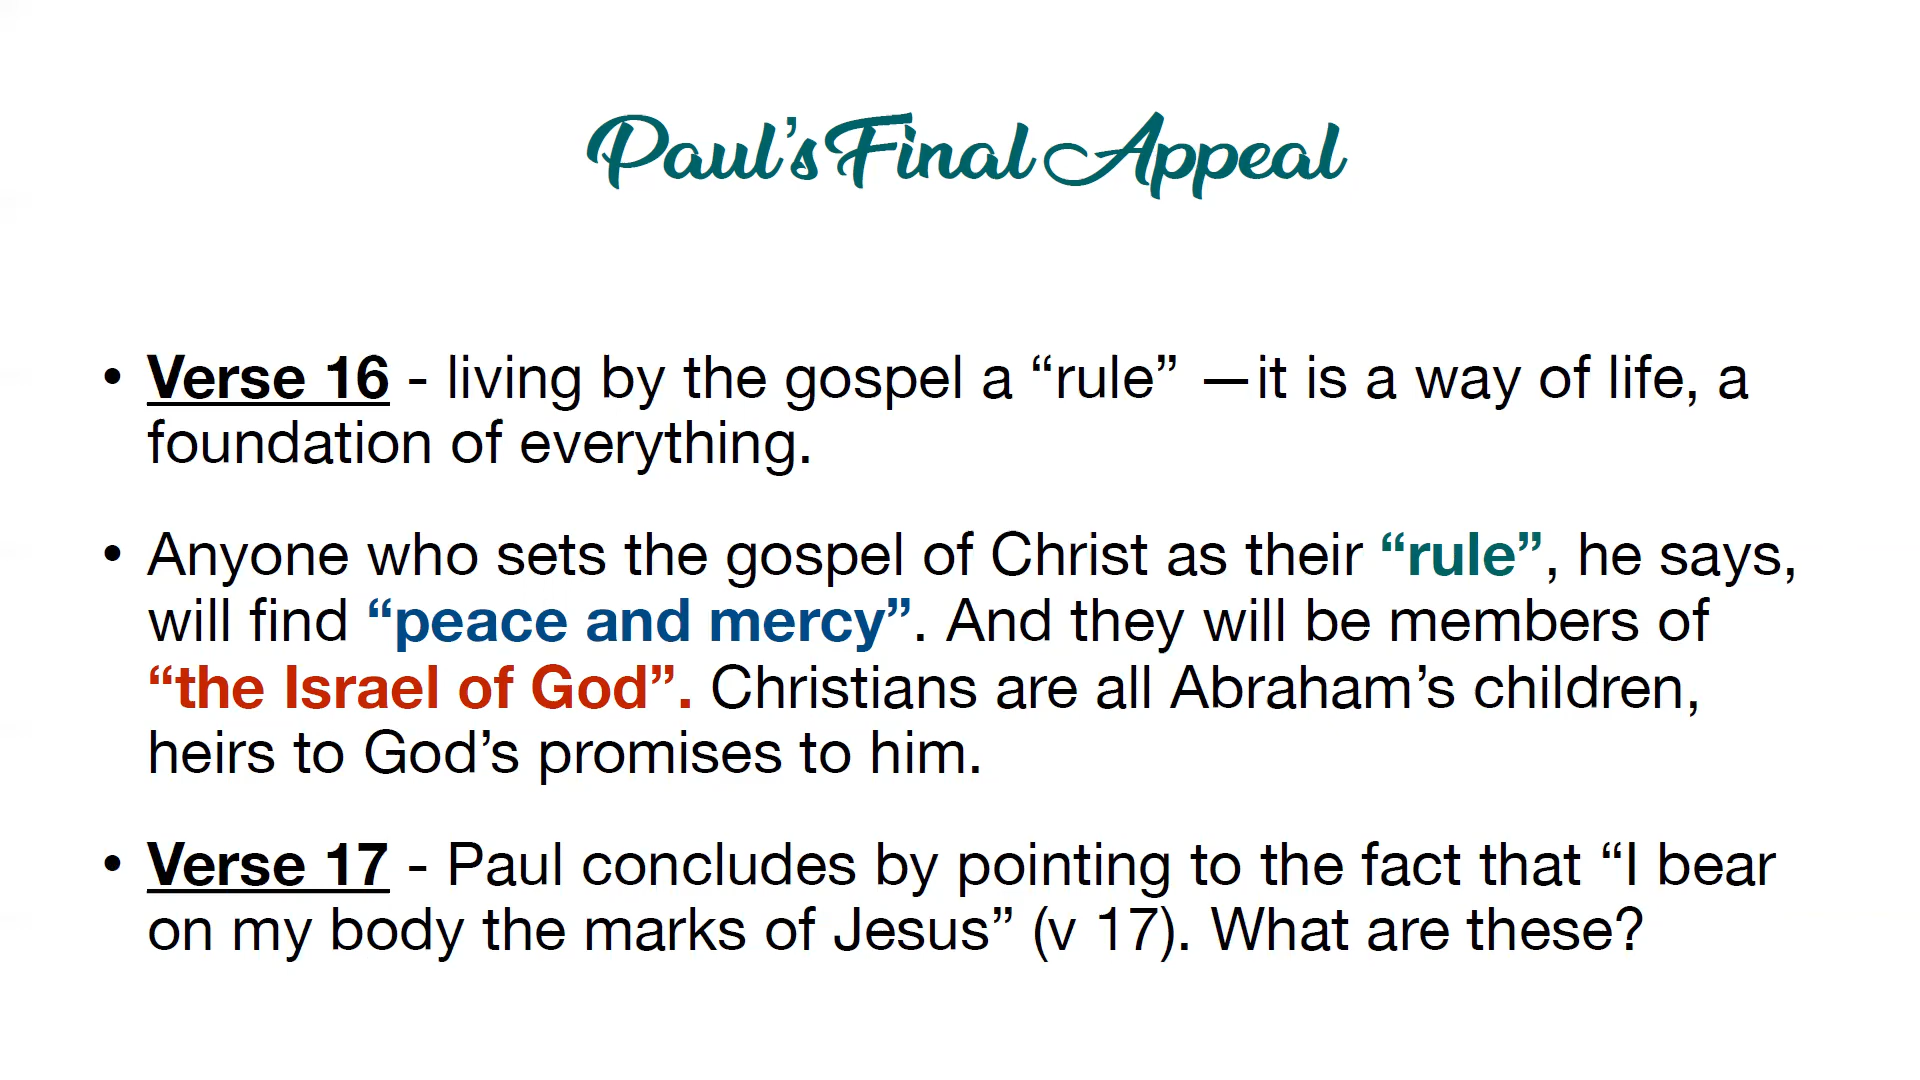 Paul’s Final Appeal
• Verse 16 - living by the gospel a “rule” —it is a way of life, a
foundation of everything.
• Anyone who sets the gospel of Christ as their “rule”, he says,
will find “peace and mercy”. And they will be members of
“the Israel of God”. Christians are all Abraham’s children,
heirs to God’s promises to him.
• Verse 17 - Paul concludes by pointing to the fact that “I bear
on my body the marks of Jesus” (v 17). What are these?